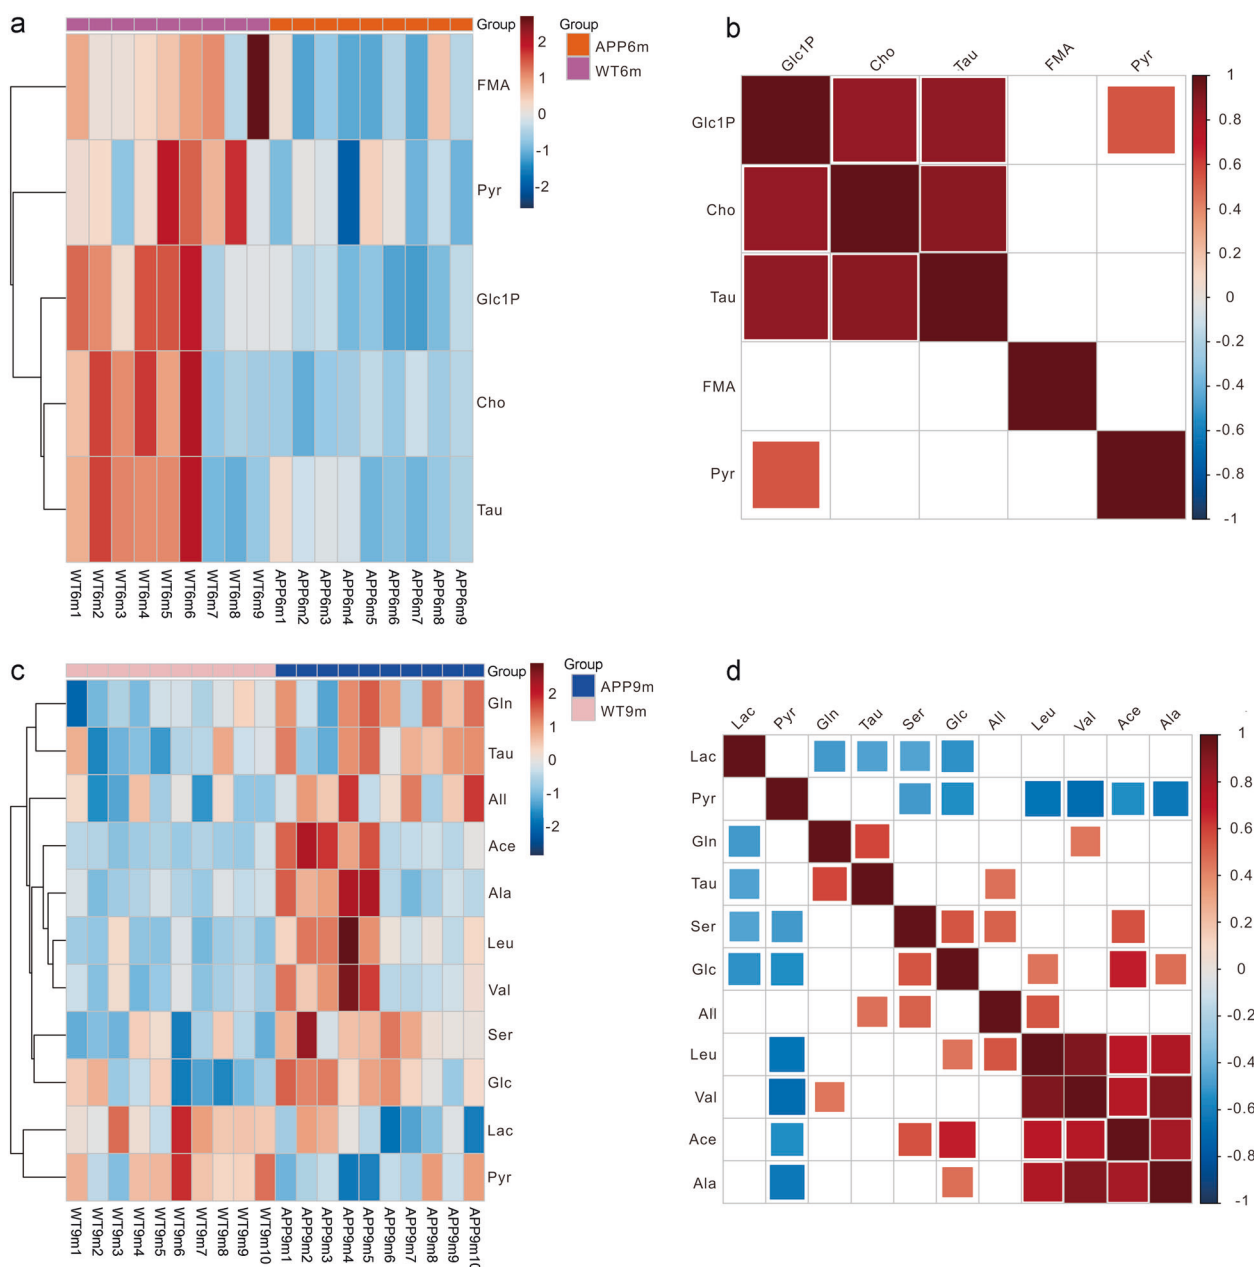 a
Group
2
1
0
-1
-2
Group
APP6m
WT6m
FMA
Pyr
Glc1P
Cho
Tau
WT6m1
WT6m2
WT6m3
WT6m4
WT6m5
WT6m6
WT6m7
WT6m8
WT6m9
APP6m1
APP6m2
APP6m3
APP6m4
APP6m5
APP6m6
APP6m7
APP6m8
APP6m9
b
Glc1P
Cho
Tau
FMA
Pyr
Glc1P
Cho
Tau
FMA
Pyr
1
0.8
0.6
0.4
0.2
0
-0.2
-0.4
-0.6
-0.8
-1
c
Group
2
1
0
-1
-2
Group
APP9m
WT9m
Gln
Tau
All
Ace
Ala
Leu
Val
Ser
Glc
Lac
Pyr
WT9m1
WT9m2
WT9m3
WT9m4
WT9m5
WT9m6
WT9m7
WT9m8
WT9m9
WT9m10
APP9m1
APP9m2
APP9m3
APP9m4
APP9m5
APP9m6
APP9m7
APP9m8
APP9m9
APP9m10
d
Lac
Pyr
Gln
Tau
Ser
Glc
All
Leu
Val
Ace
Ala
Lac
Pyr
Gln
Tau
Ser
Glc
All
Leu
Val
Ace
Ala
1
0.8
0.6
0.4
0.2
0
-0.2
-0.4
-0.6
-0.8
-1